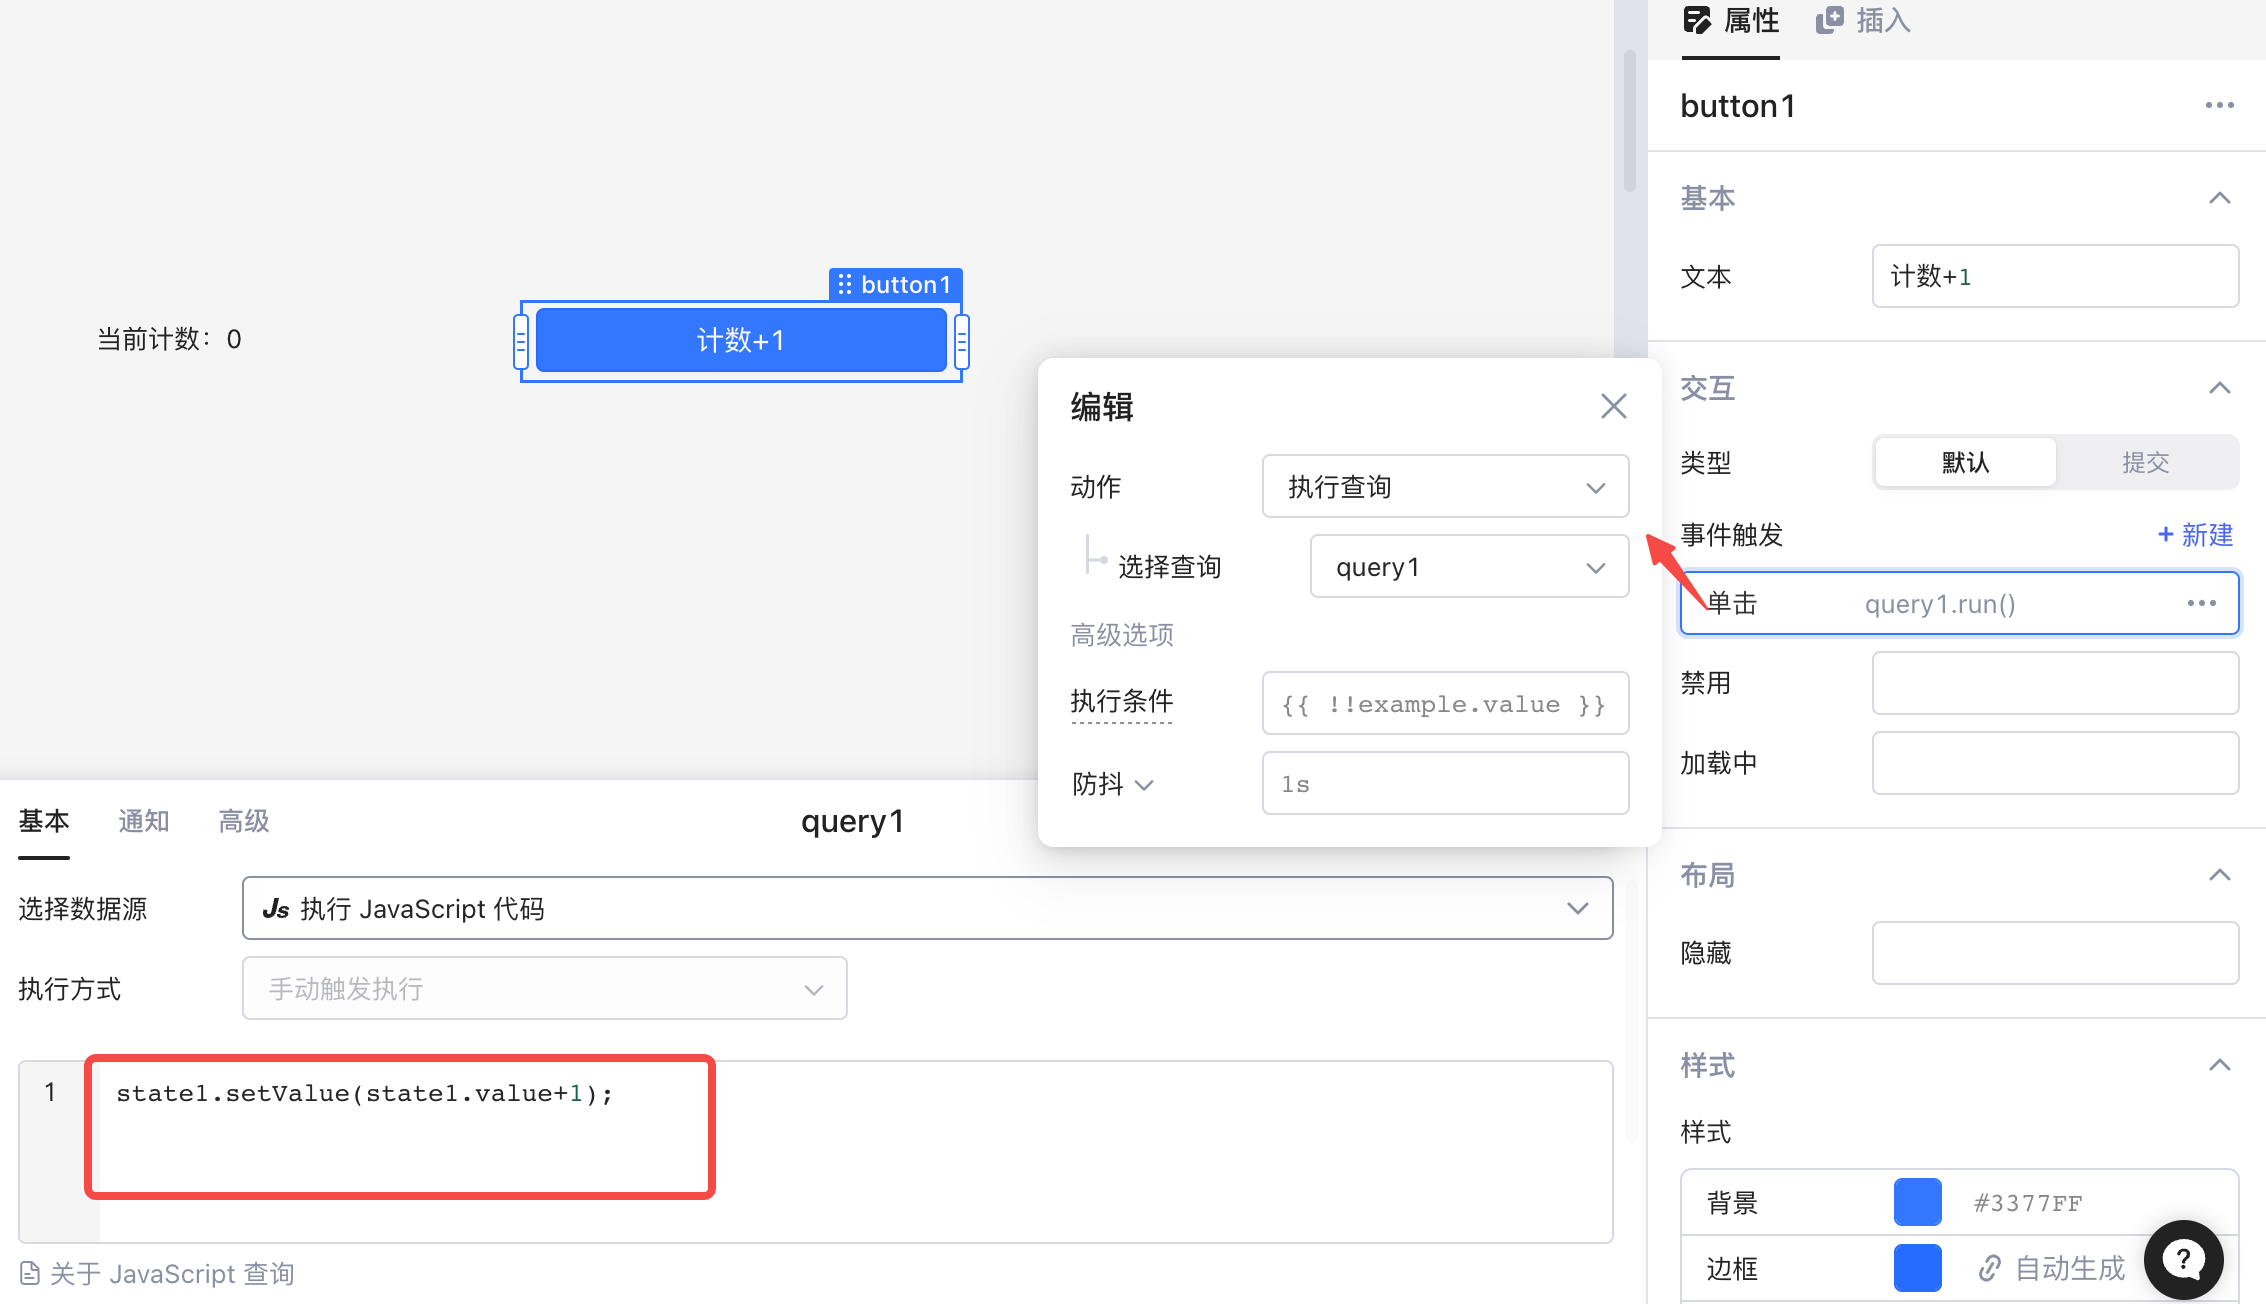 属性 插入
button1
基本
文本 计数+1
button1
当前计数：0
计数+1
交互
编辑
类型 默认 提交
动作 执行查询
事件触发 + 新建
选择查询 query1
单击 query1.run()
高级选项
禁用
执行条件 {{ !!example.value }}
加载中
防抖 1s
基本 通知 高级 query1
布局
选择数据源 Js 执行 JavaScript 代码
隐藏
执行方式 手动触发执行
样式
1 state1.setValue(state1.value+1);
样式
背景 #3377FF
边框 自动生成
?
关于 JavaScript 查询